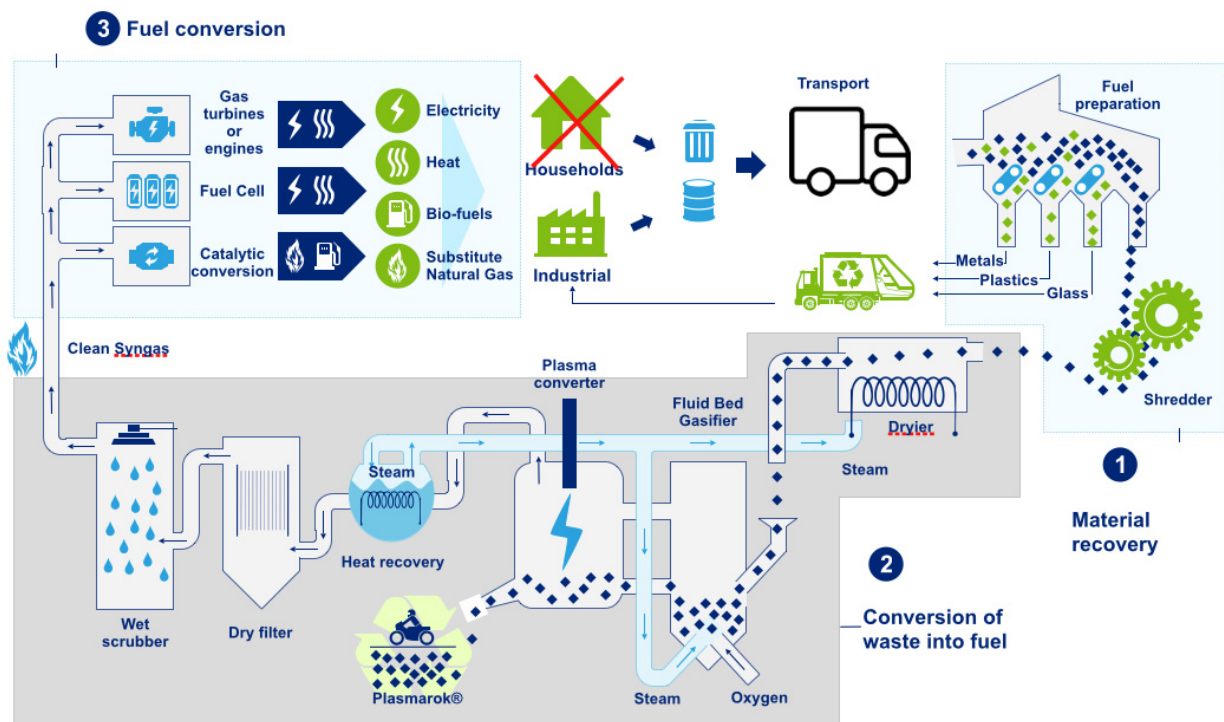 3 Fuel conversion
Gas
turbines
or
engines
Fuel Cell
Catalytic
conversion
Electricity
Heat
Bio-fuels
Substitute
Natural Gas
Households
Industrial
Transport
Fuel
preparation
Metals
Plastics
Glass
Shredder
1
Material
recovery
Clean Syngas
Plasma
converter
Fluid Bed
Gasifier
Dryier
Steam
Steam
Heat recovery
Wet
scrubber
Dry filter
Plasmarok®
Steam
Oxygen
2
Conversion of
waste into fuel